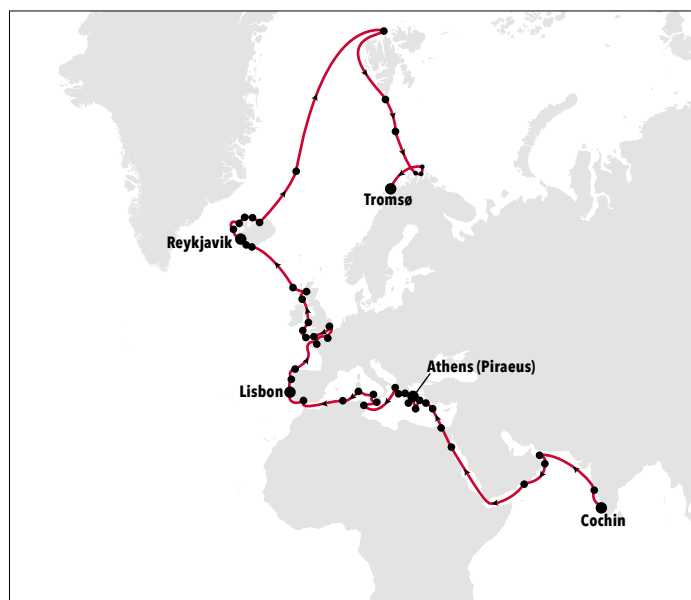 Tromsø
Reykjavik
Athens (Piraeus)
Lisbon
Cochin